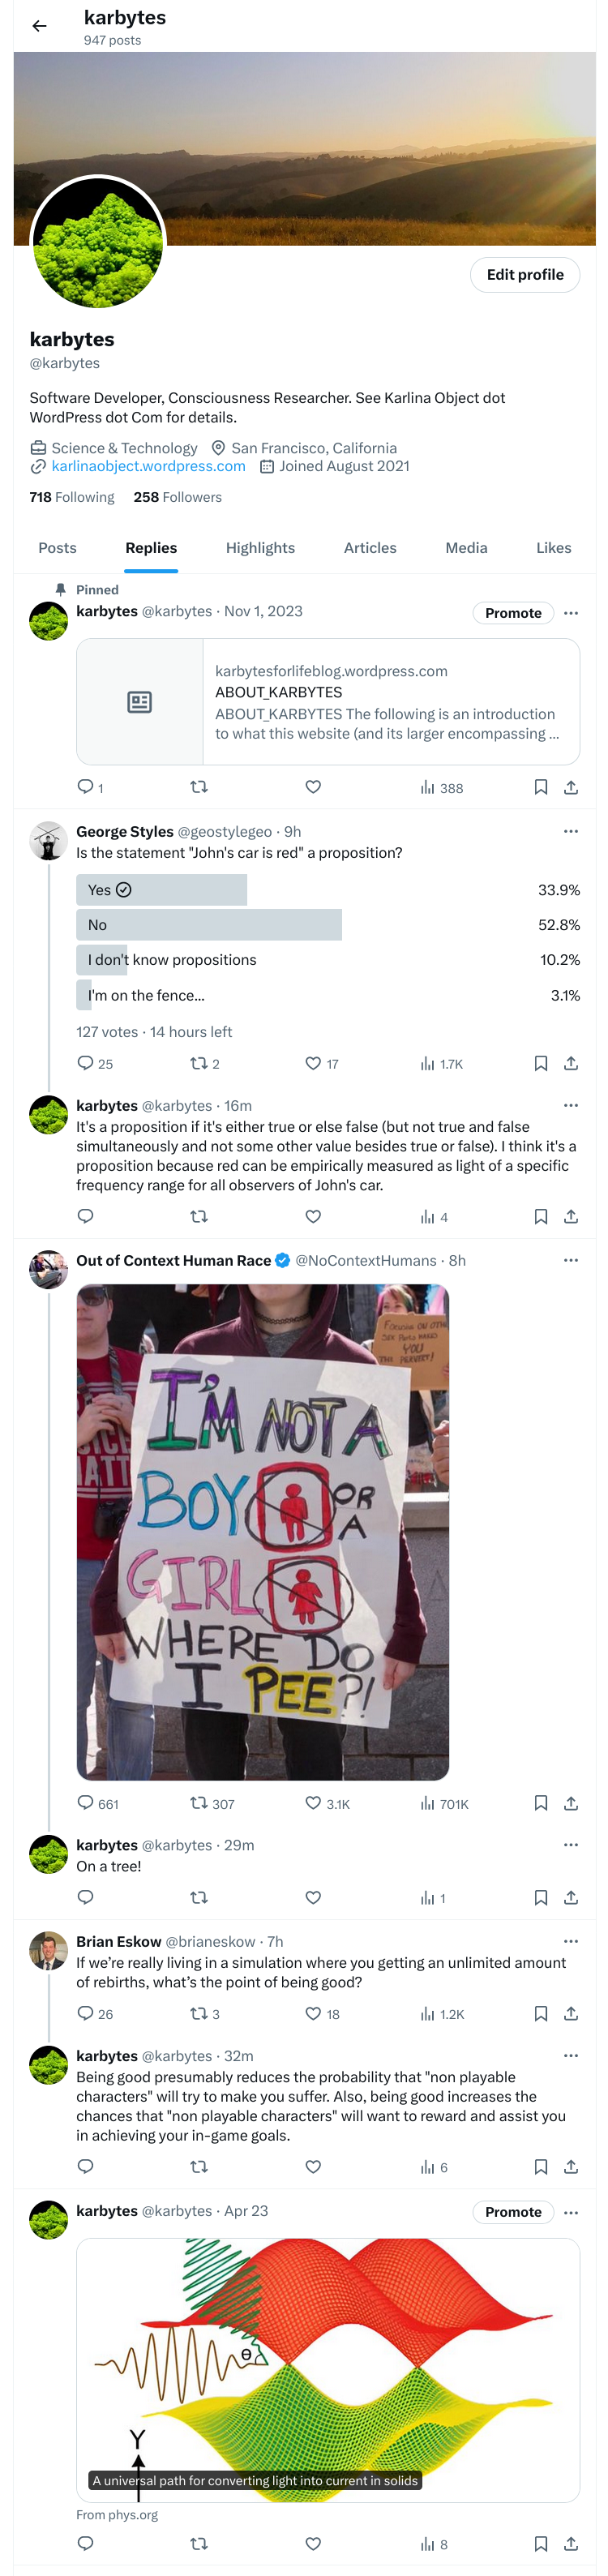 karbytes
947 posts
Edit profile
karbytes
@karbytes
Software Developer, Consciousness Researcher. See Karlina Object dot
WordPress dot Com for details.
Science & Technology San Francisco, California
karlinaobject.wordpress.com Joined August 2021
718 Following 258 Followers
Posts Replies Highlights Articles Media Likes
Pinned
karbytes @karbytes · Nov 1, 2023 Promote
karbytesforlifeblog.wordpress.com
ABOUT_KARBYTES
ABOUT_KARBYTES The following is an introduction
to what this website (and its larger encompassing ...
1 388
George Styles @geostylegeo · 9h
Is the statement "John's car is red" a proposition?
Yes 33.9%
No 52.8%
I don't know propositions 10.2%
I'm on the fence... 3.1%
127 votes · 14 hours left
25 2 17 1.7K
karbytes @karbytes · 16m
It's a proposition if it's either true or else false (but not true and false
simultaneously and not some other value besides true or false). I think it's a
proposition because red can be empirically measured as light of a specific
frequency range for all observers of John's car.
4
Out of Context Human Race @NoContextHumans · 8h
FOCUSING ON OTHER
SEX PARTS MAKES
YOU
THE PERVERT!
I'M NOT A
BOY OR
A
GIRL
WHERE DO
I PEE?!
661 307 3.1K 701K
karbytes @karbytes · 29m
On a tree!
1
Brian Eskow @brianeskow · 7h
If we're really living in a simulation where you getting an unlimited amount
of rebirths, what's the point of being good?
26 3 18 1.2K
karbytes @karbytes · 32m
Being good presumably reduces the probability that "non playable
characters" will try to make you suffer. Also, being good increases the
chances that "non playable characters" will want to reward and assist you
in achieving your in-game goals.
6
karbytes @karbytes · Apr 23 Promote
θ
Y
A universal path for converting light into current in solids
From phys.org
8